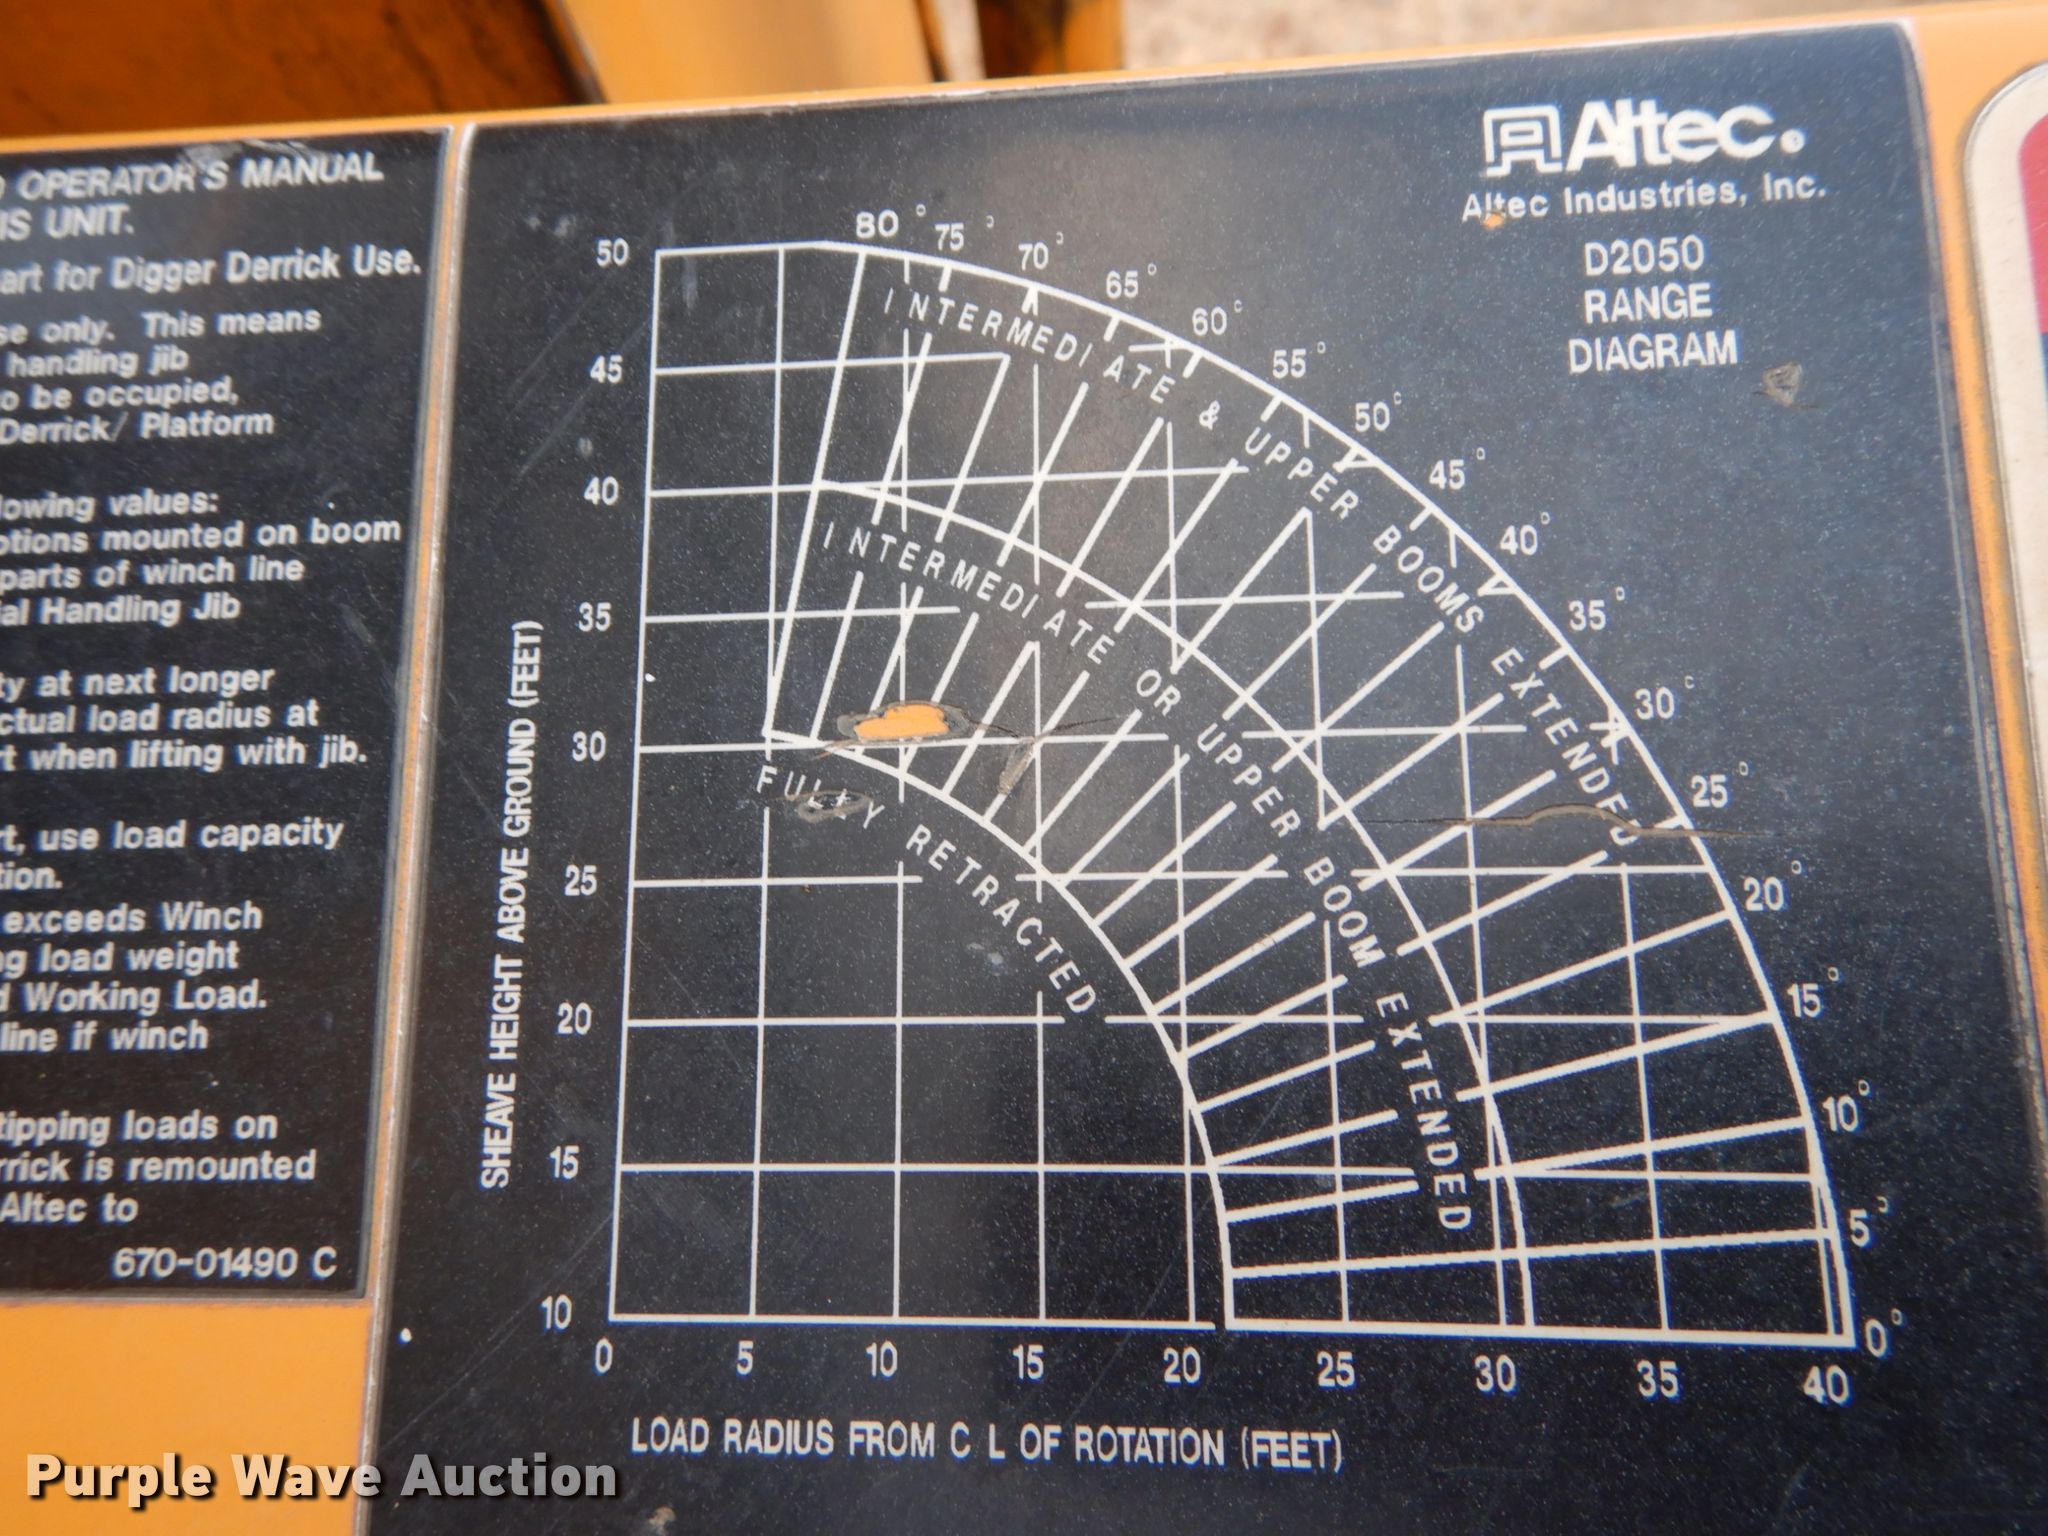 OPERATOR'S MANUAL
IS UNIT.
art for Digger Derrick Use.
se only. This means
handling jib
o be occupied,
Derrick/ Platform
lowing values:
ptions mounted on boom
parts of winch line
ial Handling Jib
ty at next longer
ctual load radius at
rt when lifting with jib.
rt, use load capacity
tion.
exceeds Winch
ng load weight
d Working Load.
line if winch
tipping loads on
errick is remounted
Altec to
670-01490 C
Altec
Altec Industries, Inc.
D2050
RANGE
DIAGRAM
80°
75°
70°
65°
60°
55°
50°
45°
40°
35°
30°
25°
20°
15°
10°
5°
0°
INTERMEDIATE & UPPER BOOMS EXTENDED
INTERMEDIATE OR UPPER BOOM EXTENDED
FULLY RETRACTED
SHEAVE HEIGHT ABOVE GROUND (FEET)
50
45
40
35
30
25
20
15
10
0 5 10 15 20 25 30 35 40
LOAD RADIUS FROM C L OF ROTATION (FEET)
Purple Wave Auction